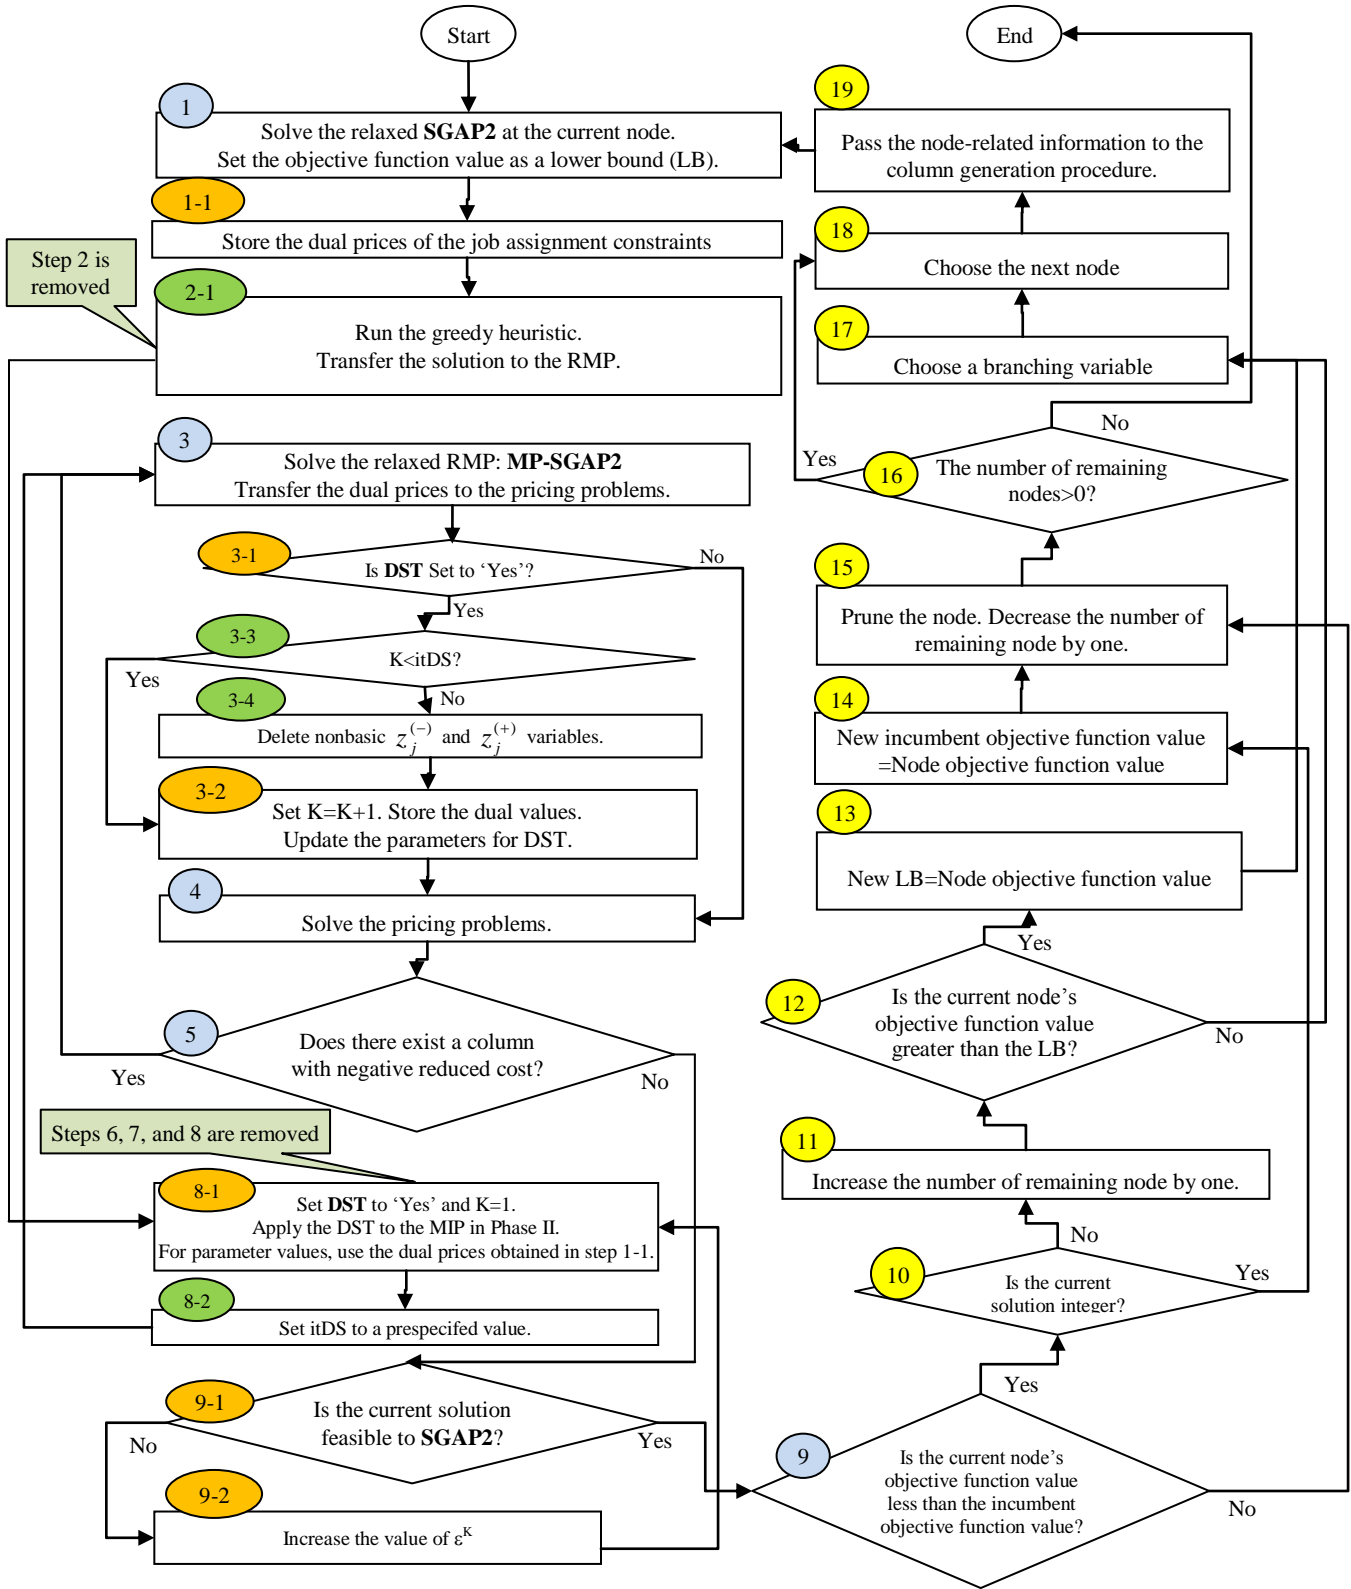 Start
1
Solve the relaxed SGAP2 at the current node.
Set the objective function value as a lower bound (LB).
1-1
Store the dual prices of the job assignment constraints
Step 2 is
removed
2-1
Run the greedy heuristic.
Transfer the solution to the RMP.
3
Solve the relaxed RMP: MP-SGAP2
Transfer the dual prices to the pricing problems.
3-1
Is DST Set to ‘Yes’?
No
Yes
3-3
K<itDS?
Yes
No
3-4
Delete nonbasic z_j^(−) and z_j^(+) variables.
3-2
Set K=K+1. Store the dual values.
Update the parameters for DST.
4
Solve the pricing problems.
5
Does there exist a column
with negative reduced cost?
Yes
No
Steps 6, 7, and 8 are removed
8-1
Set DST to ‘Yes’ and K=1.
Apply the DST to the MIP in Phase II.
For parameter values, use the dual prices obtained in step 1-1.
8-2
Set itDS to a prespecifed value.
9-1
Is the current solution
feasible to SGAP2?
No
Yes
9-2
Increase the value of ε^K
End
19
Pass the node-related information to the
column generation procedure.
18
Choose the next node
17
Choose a branching variable
No
Yes
16
The number of remaining
nodes>0?
15
Prune the node. Decrease the number of
remaining node by one.
14
New incumbent objective function value
=Node objective function value
13
New LB=Node objective function value
Yes
12
Is the current node’s
objective function value
greater than the LB?
No
11
Increase the number of remaining node by one.
No
10
Is the current
solution integer?
Yes
Yes
9
Is the current node’s
objective function value
less than the incumbent
objective function value?
No